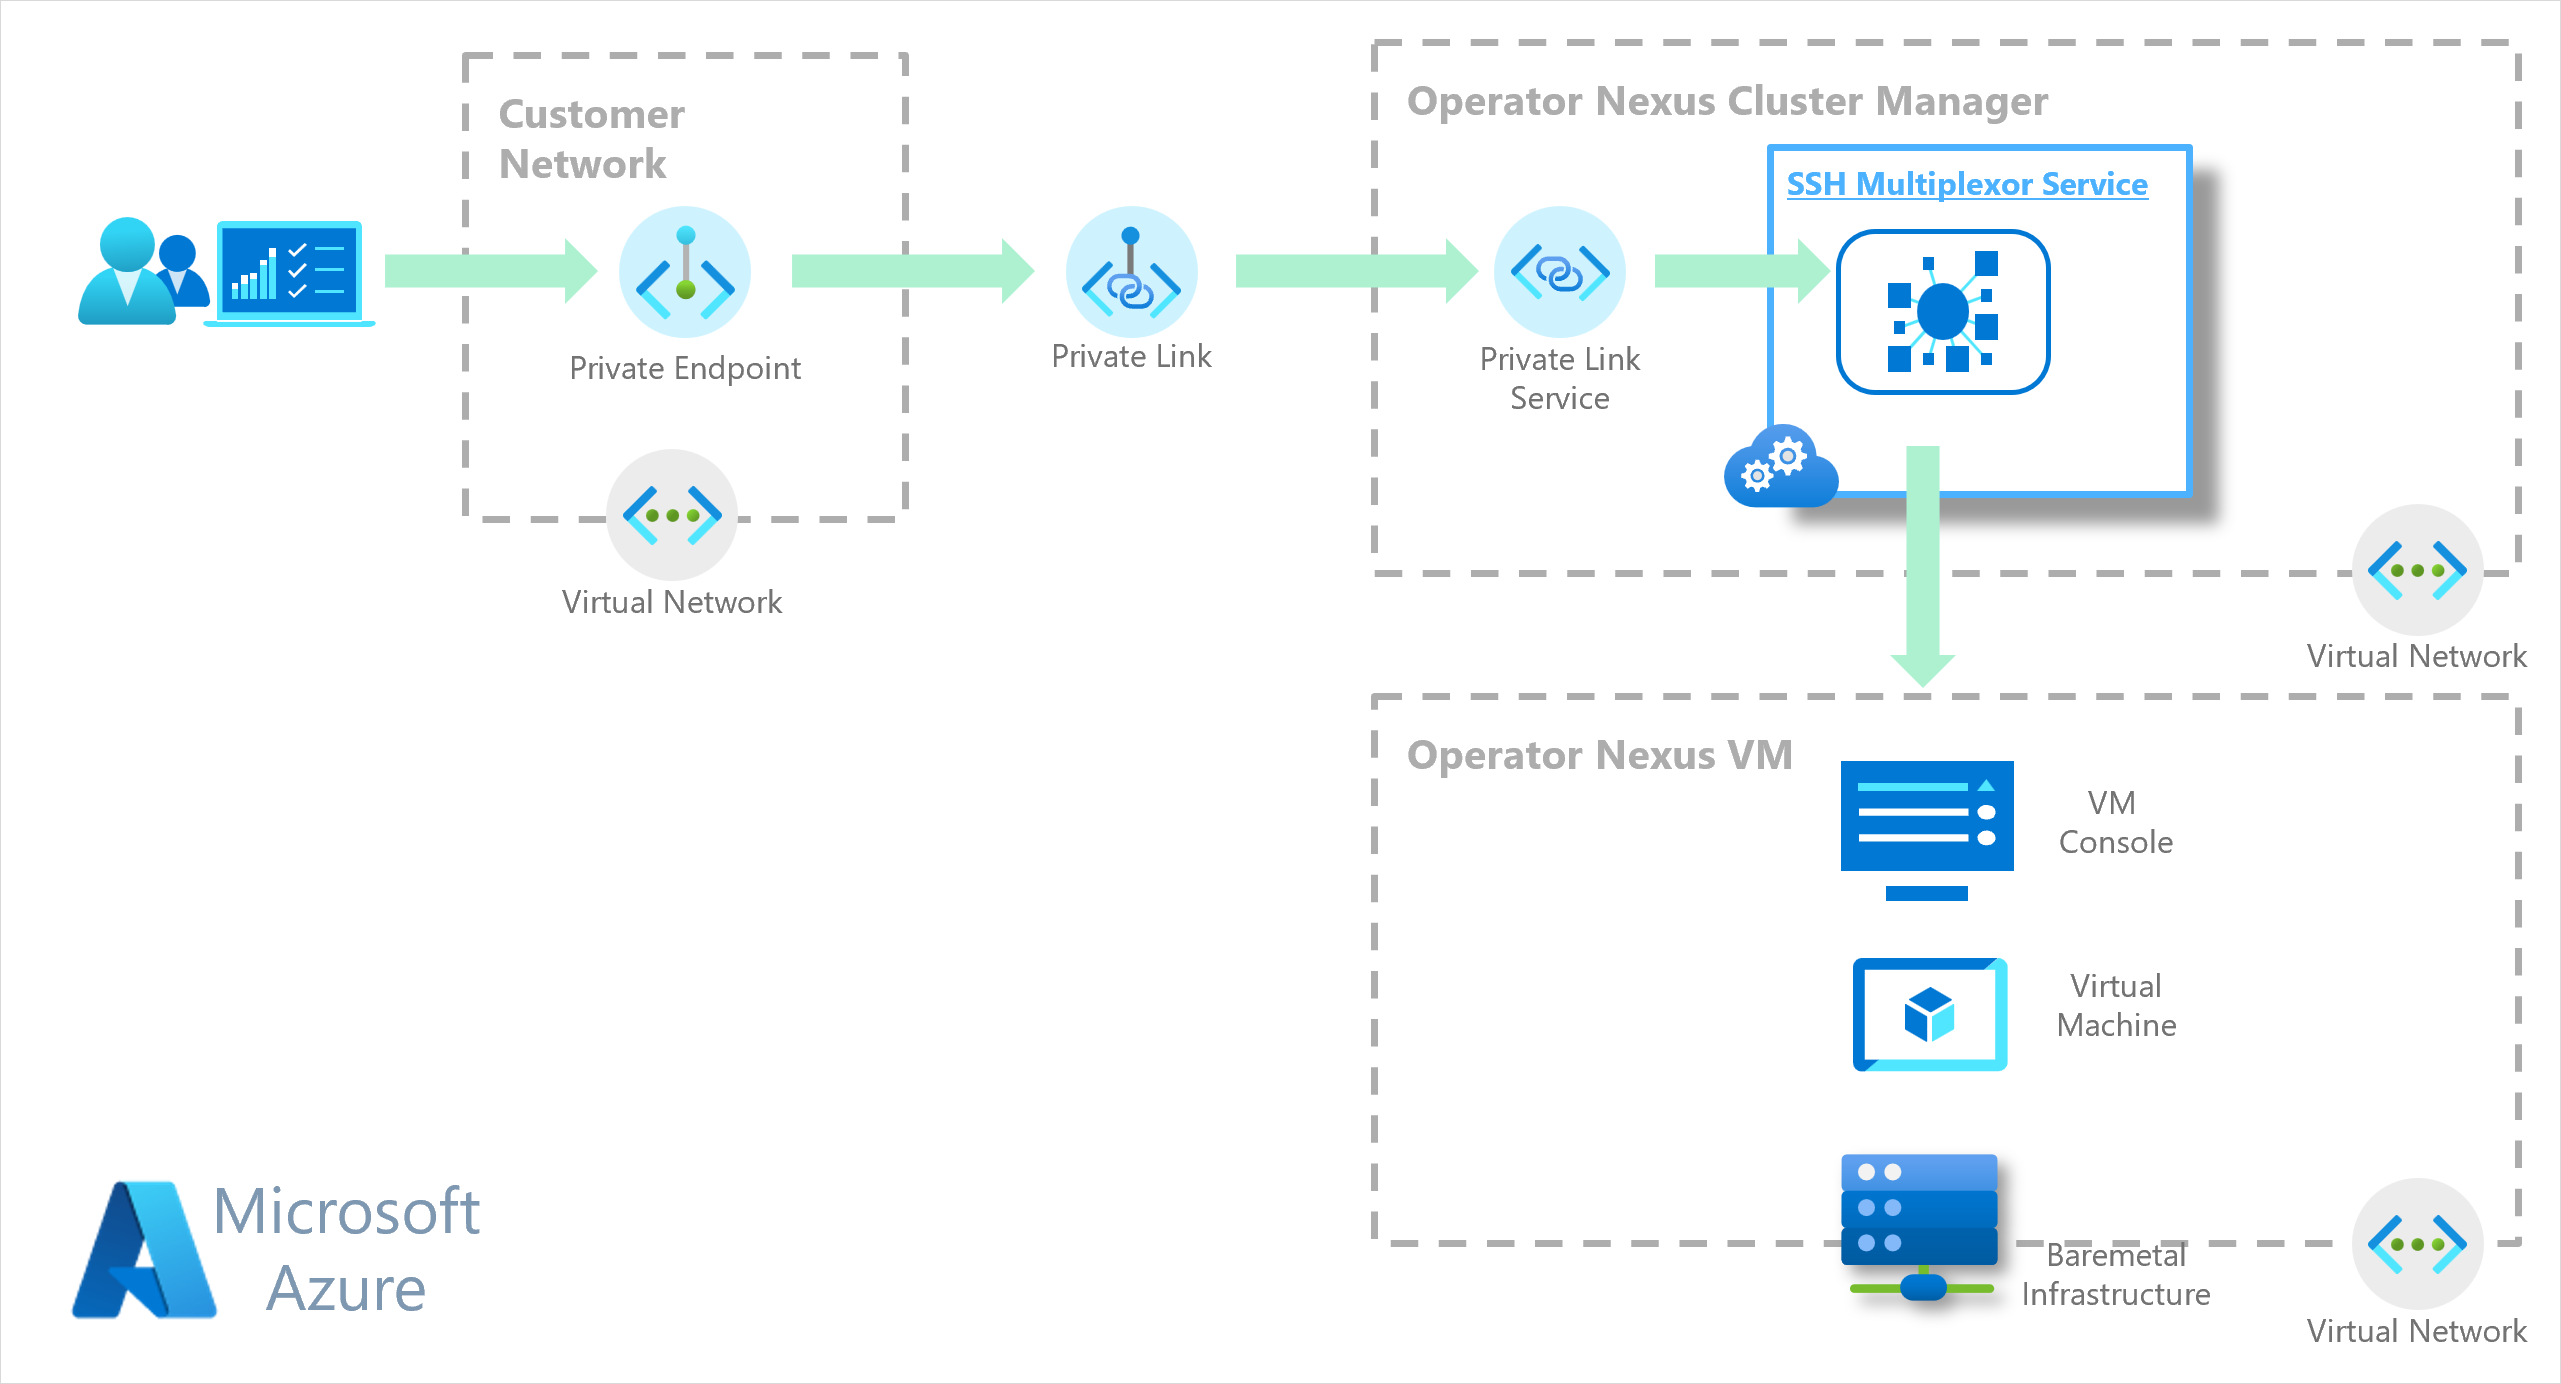 Customer
Network
Private Endpoint
Virtual Network
Private Link
Operator Nexus Cluster Manager
SSH Multiplexor Service
Private Link
Service
Virtual Network
Operator Nexus VM
VM
Console
Virtual
Machine
Baremetal
Infrastructure
Virtual Network
Microsoft
Azure